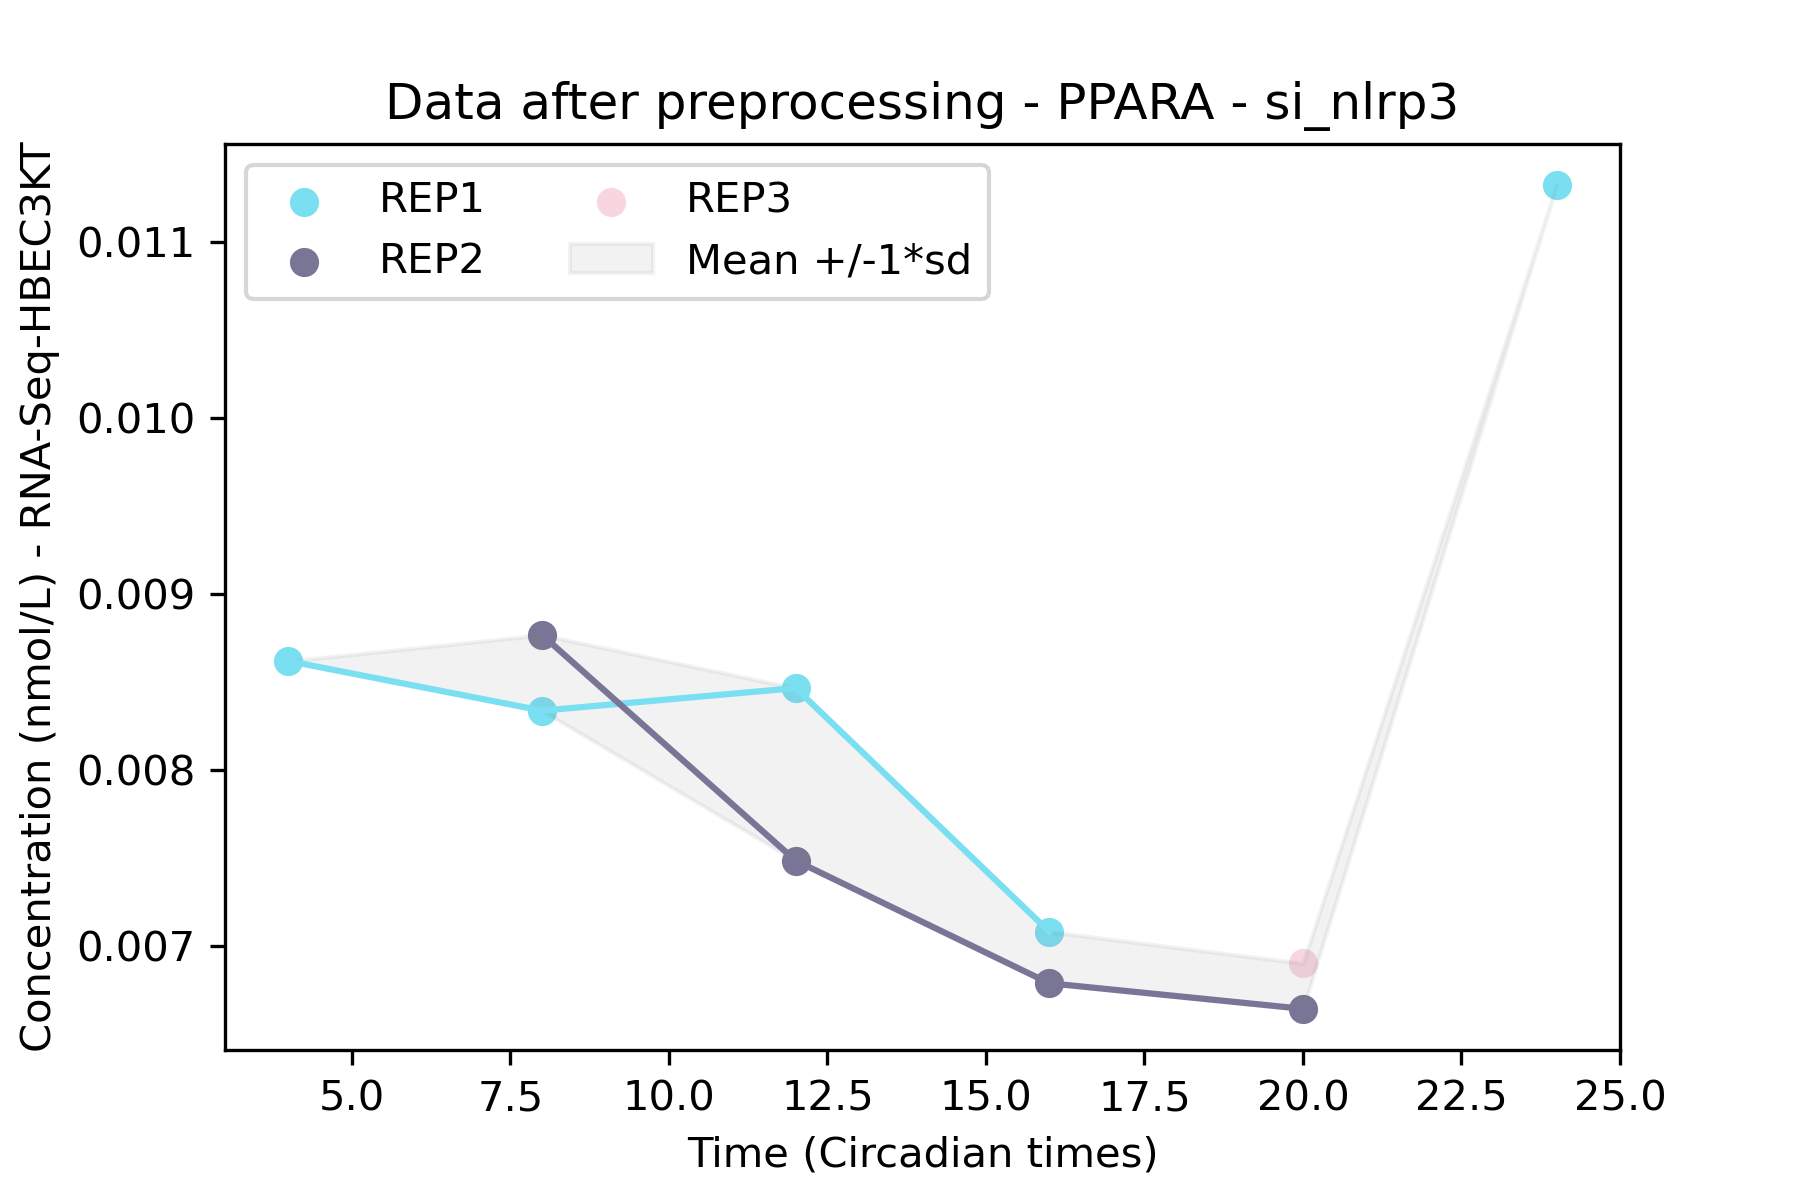 Data after preprocessing - PPARA - si_nlrp3
REP1
REP2
REP3
Mean +/-1*sd
Concentration (nmol/L) - RNA-Seq-HBEC3KT
0.011
0.010
0.009
0.008
0.007
5.0 7.5 10.0 12.5 15.0 17.5 20.0 22.5 25.0
Time (Circadian times)